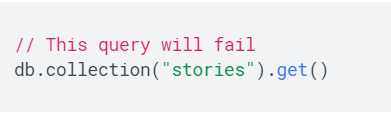 // This query will fail
db.collection("stories").get()